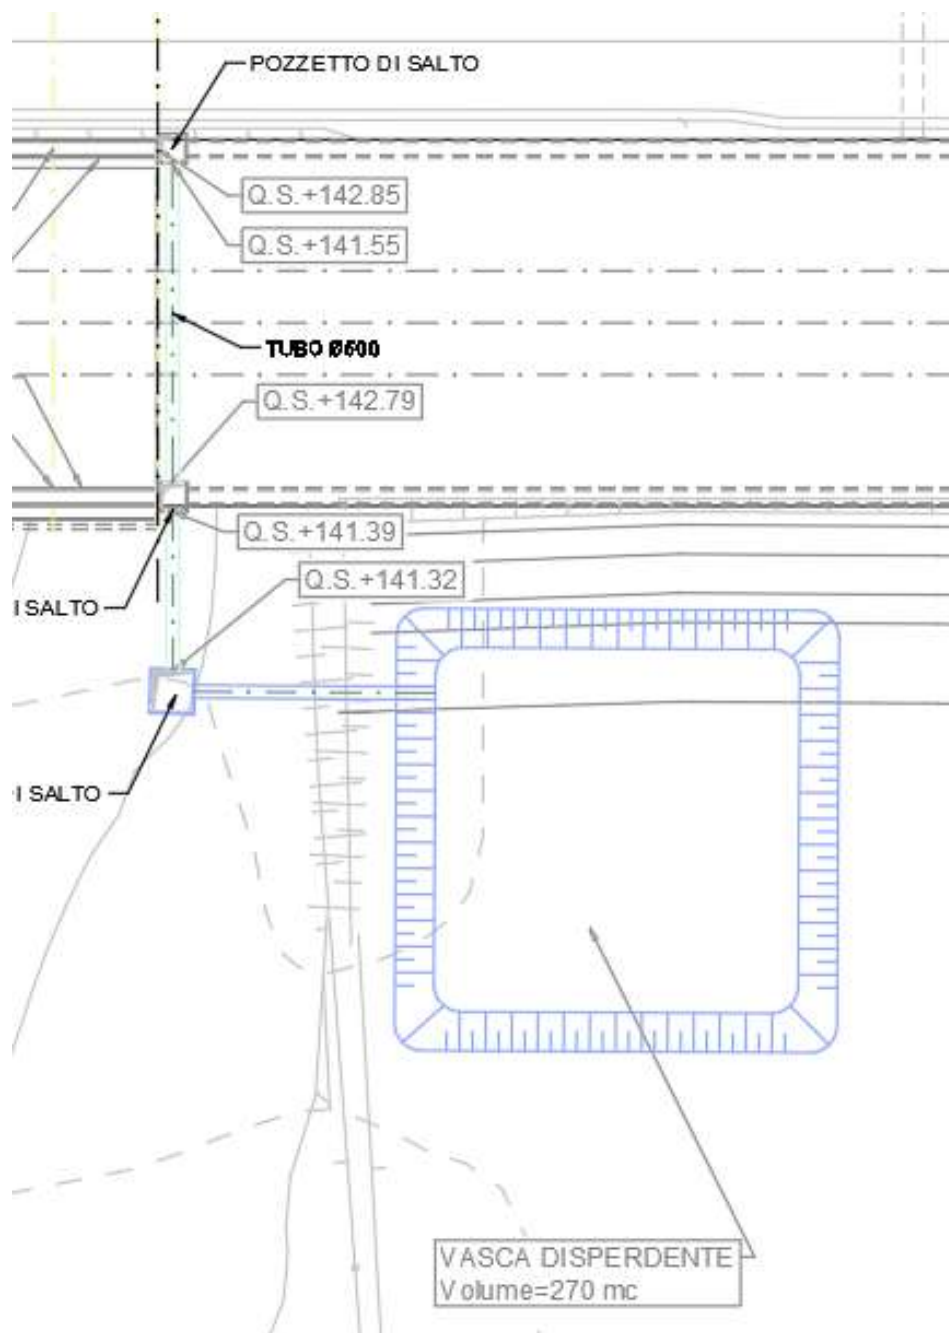 POZZETTO DI SALTO
Q.S.+142.85
Q.S.+141.55
TUBO Ø500
Q.S.+142.79
Q.S.+141.39
Q.S.+141.32
I SALTO
I SALTO
VASCA DISPERDENTE
Volume=270 mc